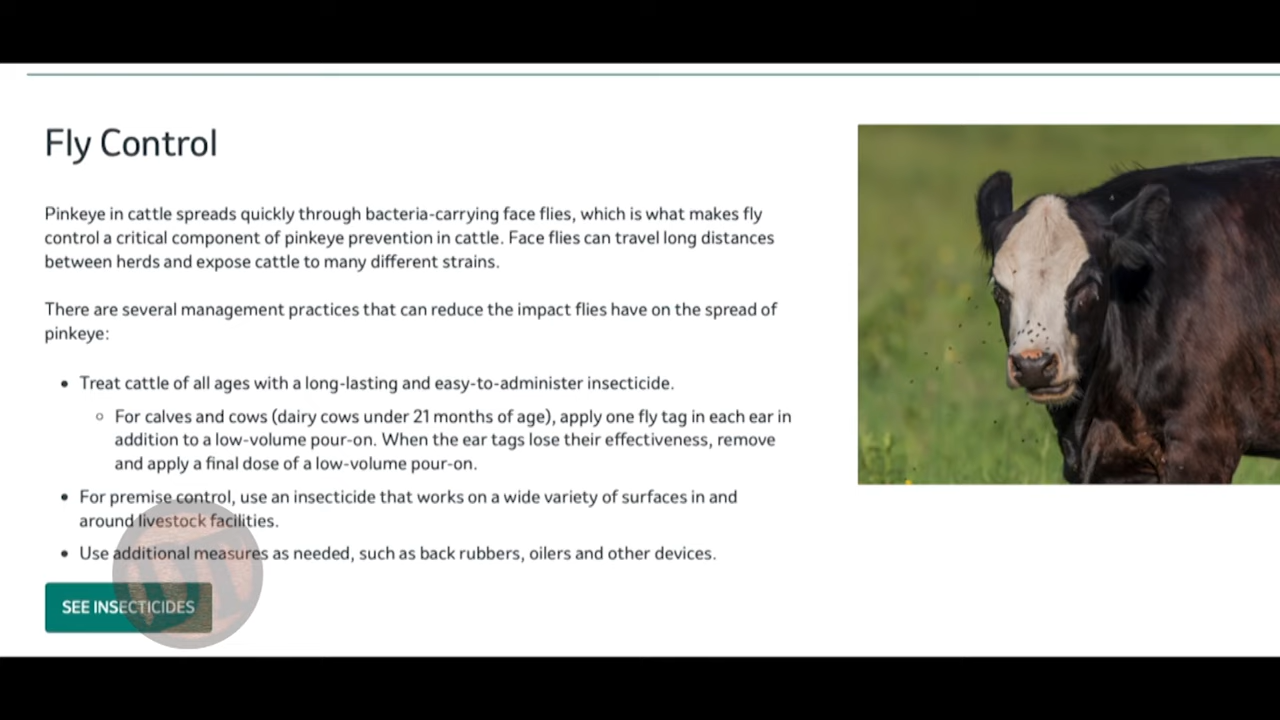 Fly Control
Pinkeye in cattle spreads quickly through bacteria-carrying face flies, which is what makes fly
control a critical component of pinkeye prevention in cattle. Face flies can travel long distances
between herds and expose cattle to many different strains.
There are several management practices that can reduce the impact flies have on the spread of
pinkeye:
• Treat cattle of all ages with a long-lasting and easy-to-administer insecticide.
◦ For calves and cows (dairy cows under 21 months of age), apply one fly tag in each ear in
addition to a low-volume pour-on. When the ear tags lose their effectiveness, remove
and apply a final dose of a low-volume pour-on.
• For premise control, use an insecticide that works on a wide variety of surfaces in and
around livestock facilities.
• Use additional measures as needed, such as back rubbers, oilers and other devices.
SEE INSECTICIDES